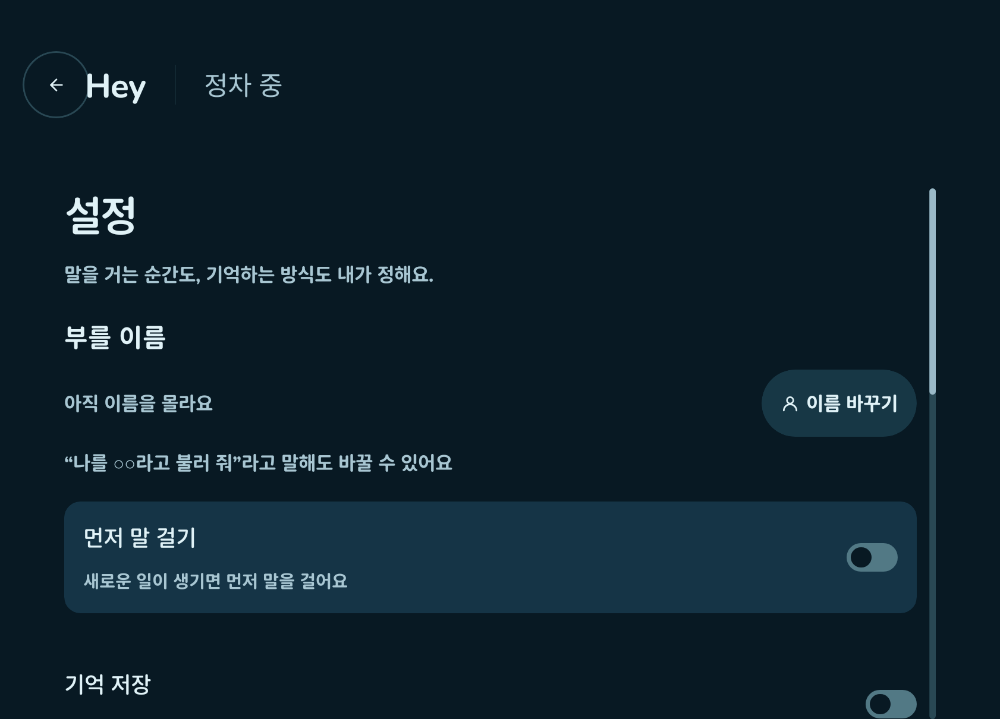 Hey
정차 중
설정
말을 거는 순간도, 기억하는 방식도 내가 정해요.
부를 이름
아직 이름을 몰라요
이름 바꾸기
“나를 ○○라고 불러 줘”라고 말해도 바꿀 수 있어요
먼저 말 걸기
새로운 일이 생기면 먼저 말을 걸어요
기억 저장